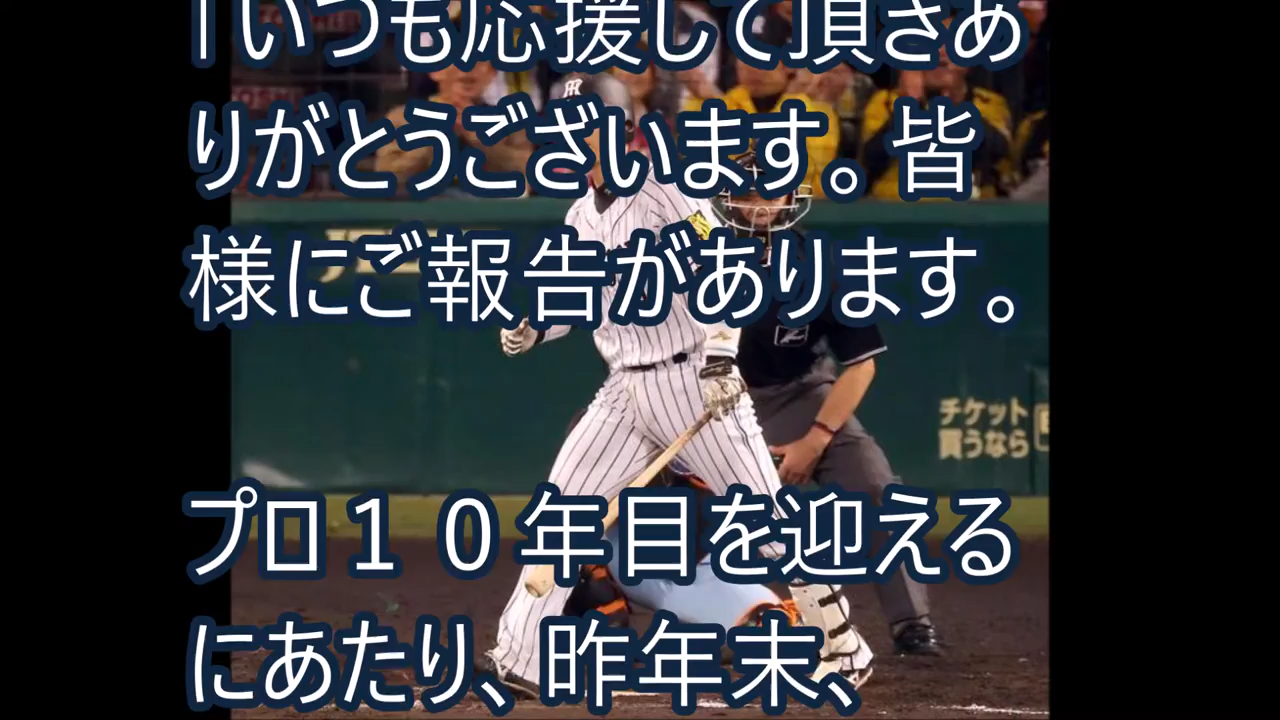 「いつも応援して頂きあ
りがとうございます。皆
様にご報告があります。
チケット
買うなら
プロ１０年目を迎える
にあたり、昨年末、